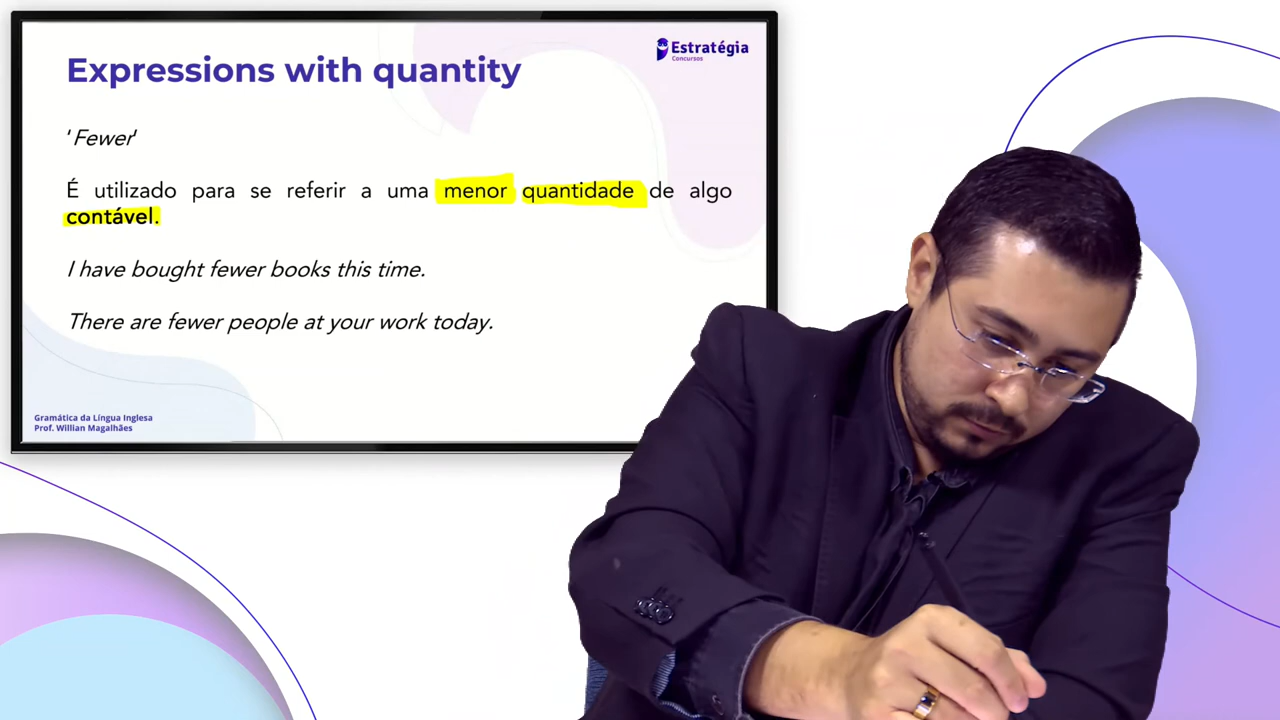 Expressions with quantity
Estratégia
Concursos
'Fewer'
É utilizado para se referir a uma menor quantidade de algo
contável.
I have bought fewer books this time.
There are fewer people at your work today.
Gramática da Língua Inglesa
Prof. Willian Magalhães